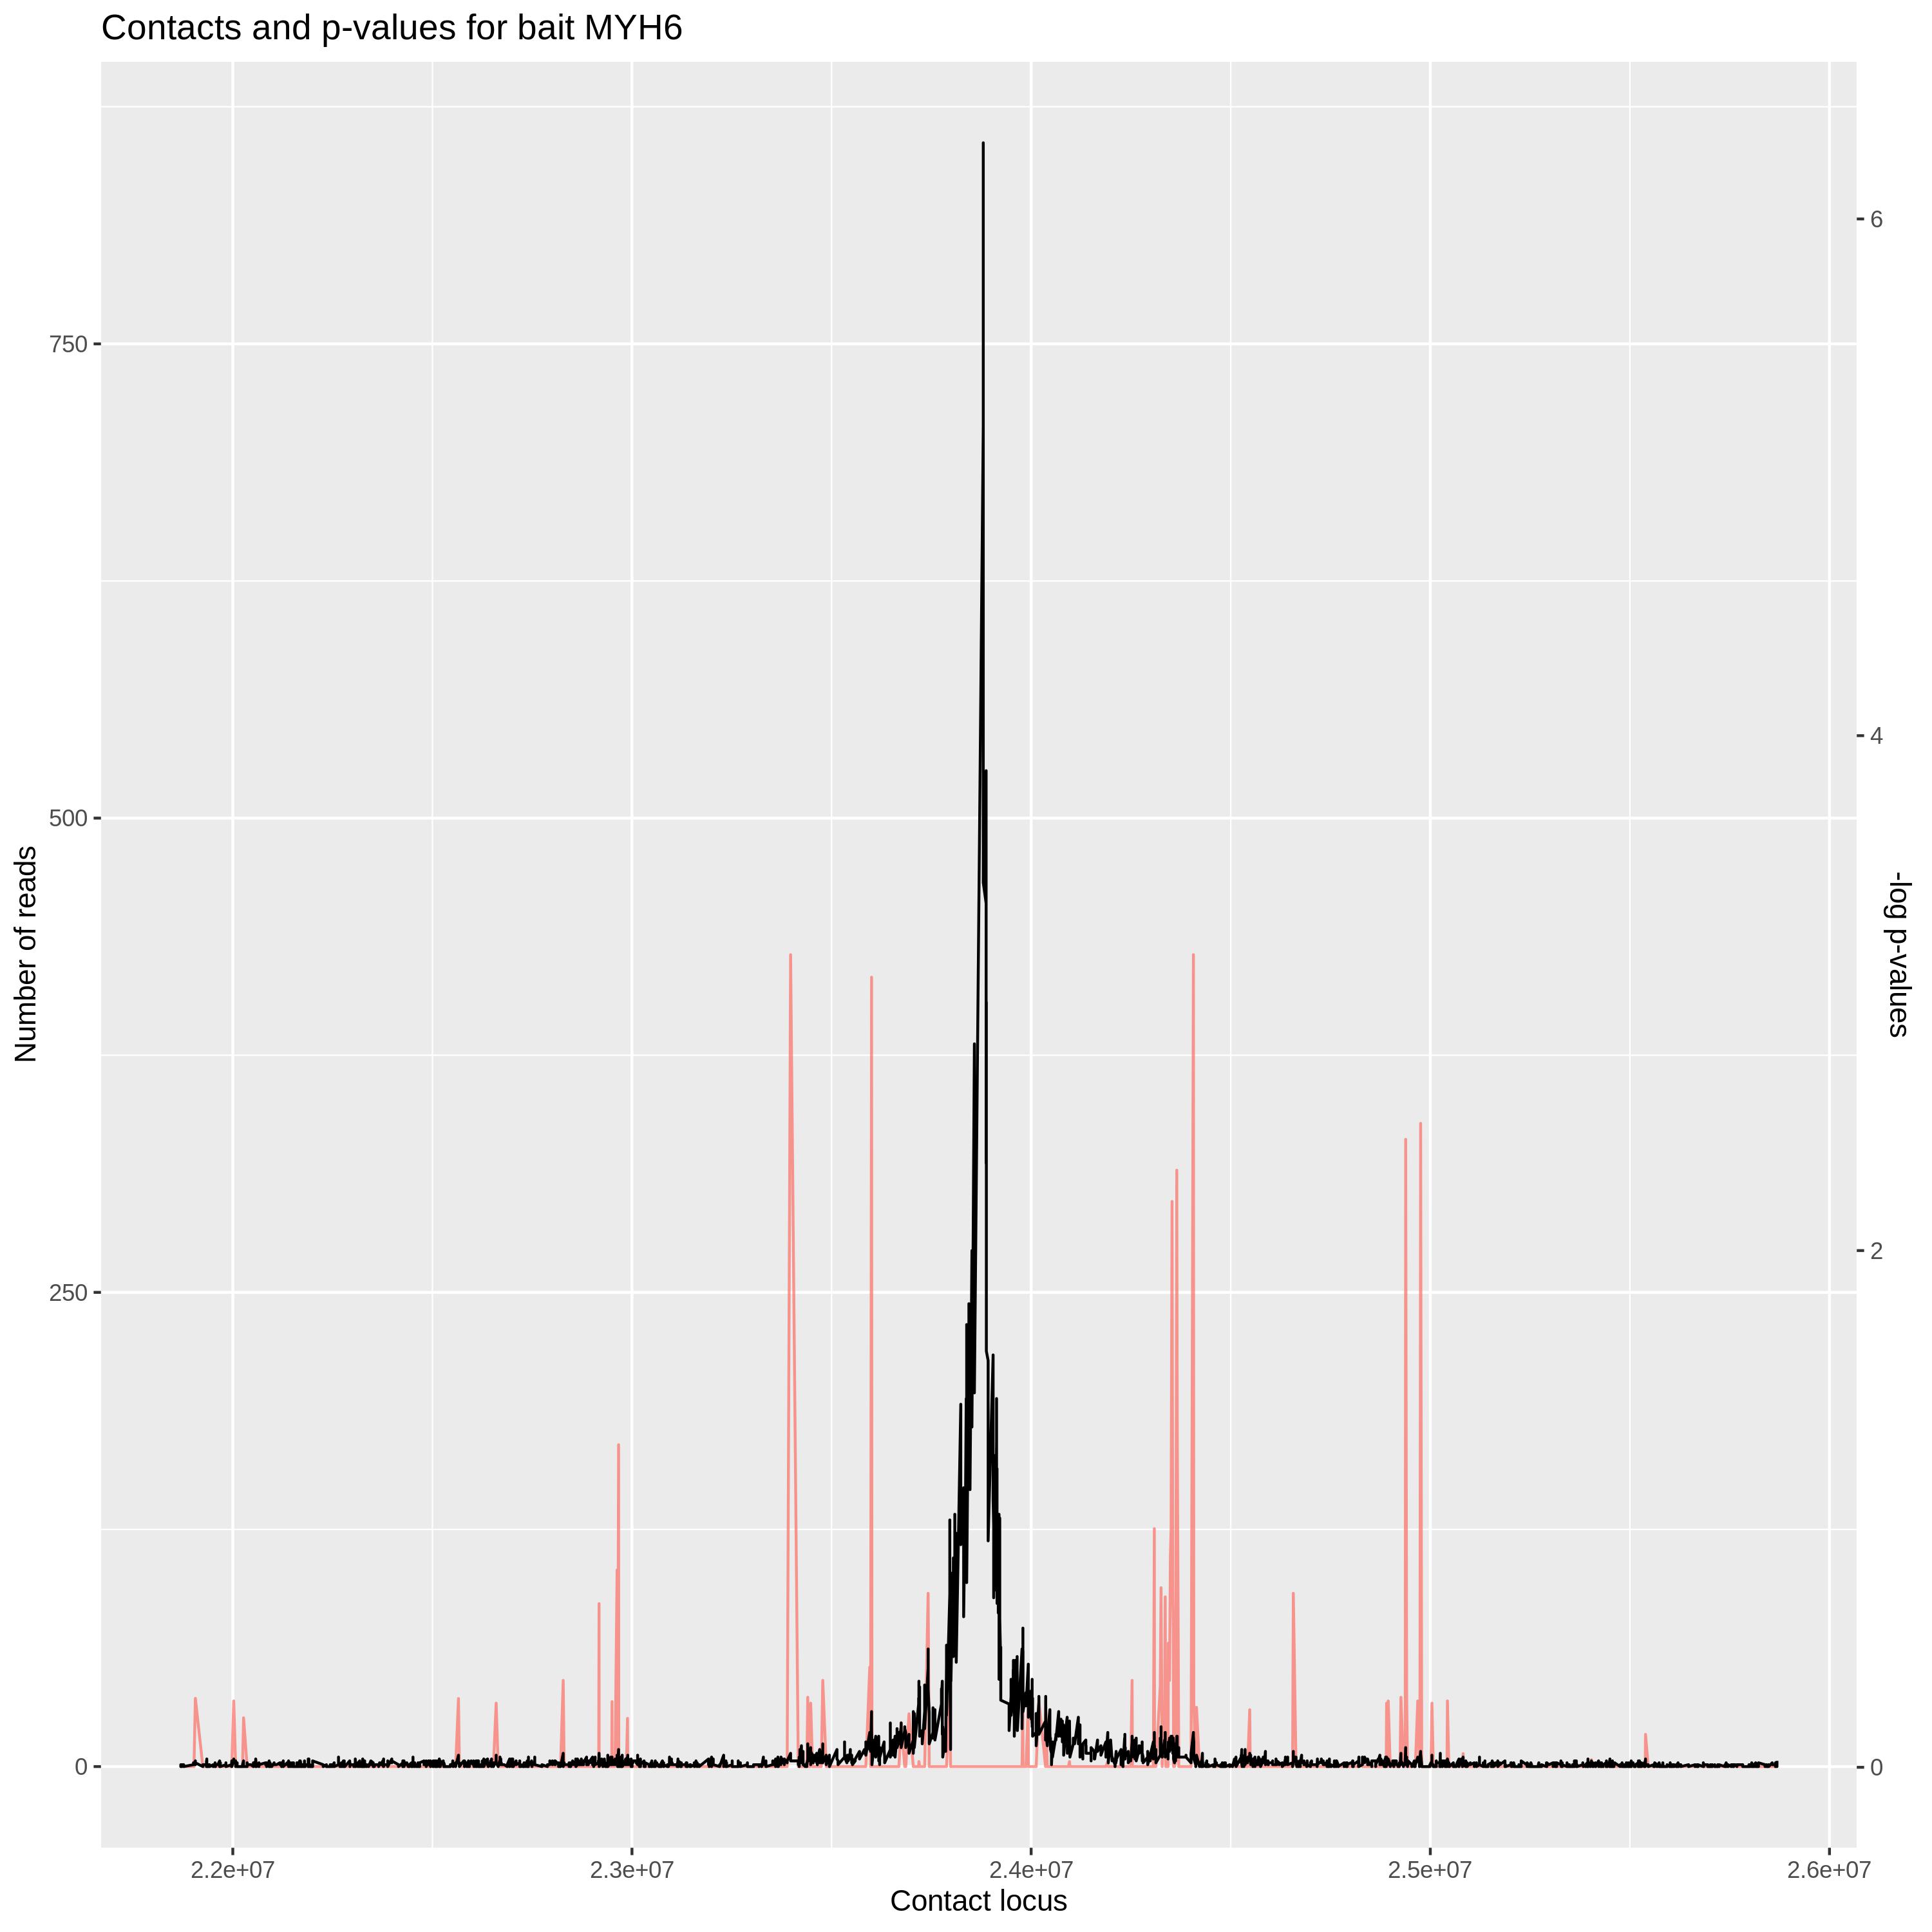 Contacts and p-values for bait MYH6
750
500
250
0
Number of reads
6
4
2
0
-log p-values
2.2e+07
2.3e+07
2.4e+07
2.5e+07
2.6e+07
Contact locus